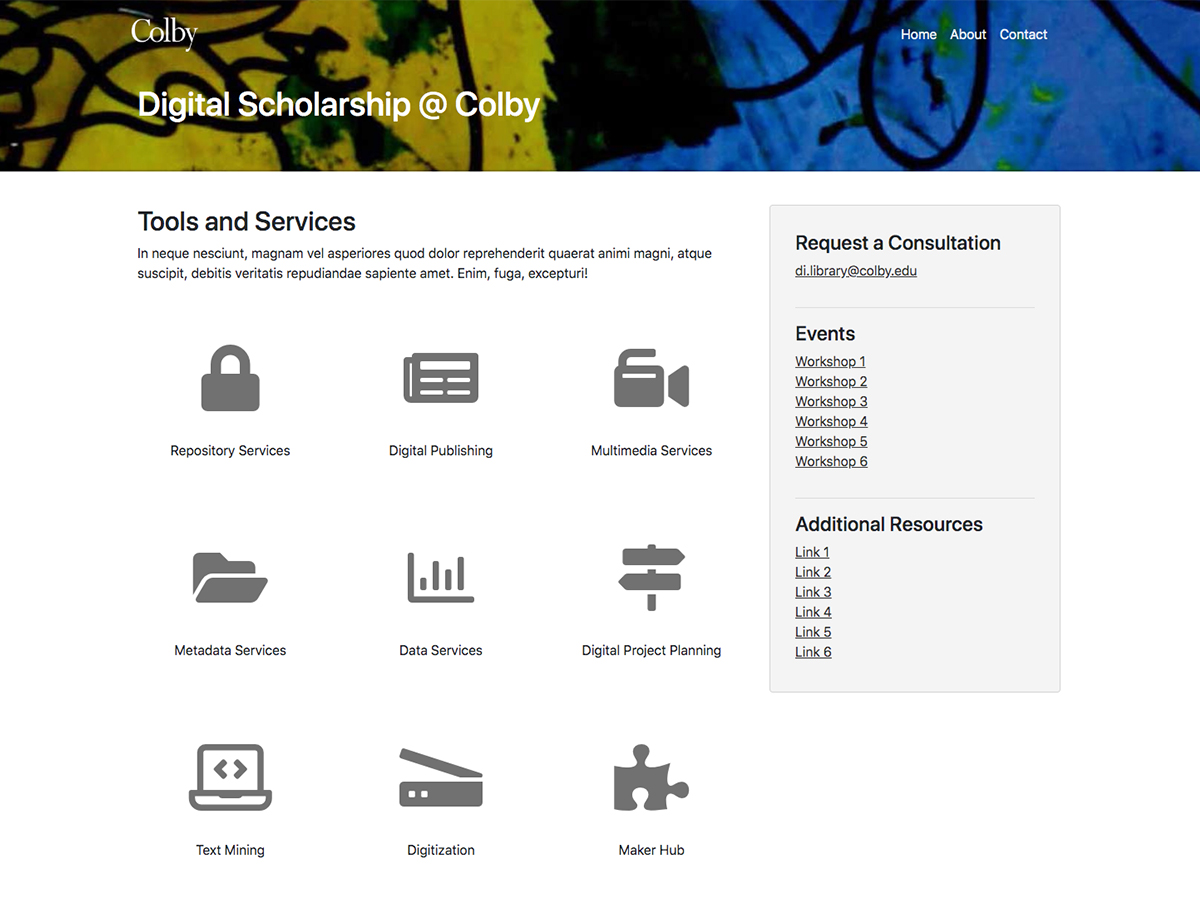 Colby
Home About Contact
Digital Scholarship @ Colby
Tools and Services
In neque nesciunt, magnam vel asperiores quod dolor reprehenderit quaerat animi magni, atque
suscipit, debitis veritatis repudiandae sapiente amet. Enim, fuga, excepturi!
Repository Services
Digital Publishing
Multimedia Services
Metadata Services
Data Services
Digital Project Planning
Text Mining
Digitization
Maker Hub
Request a Consultation
di.library@colby.edu
Events
Workshop 1
Workshop 2
Workshop 3
Workshop 4
Workshop 5
Workshop 6
Additional Resources
Link 1
Link 2
Link 3
Link 4
Link 5
Link 6